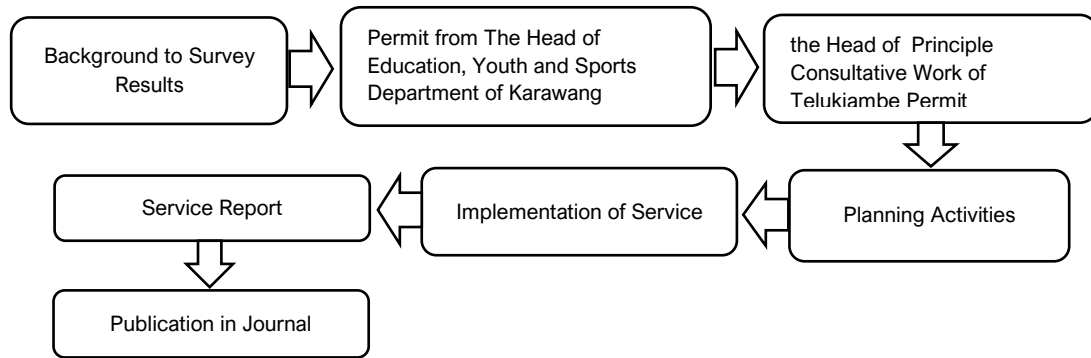 Background to Survey
Results
Permit from The Head of
Education, Youth and Sports
Department of Karawang
the Head of Principle
Consultative Work of
Telukjambe Permit
Planning Activities
Implementation of Service
Service Report
Publication in Journal